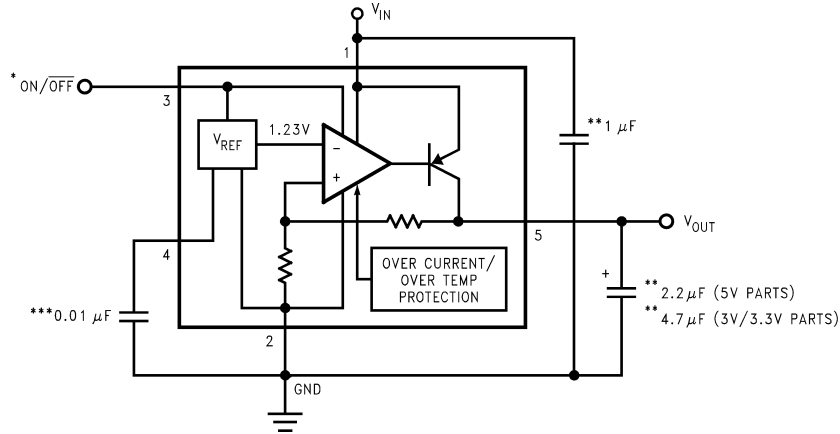 V_IN
1
*ON/O̅F̅F̅
3
1.23V
V_REF
−
+
**1 μF
4
5
V_OUT
OVER CURRENT/
OVER TEMP
PROTECTION
+
**2.2μF (5V PARTS)
**4.7μF (3V/3.3V PARTS)
***0.01 μF
2
GND